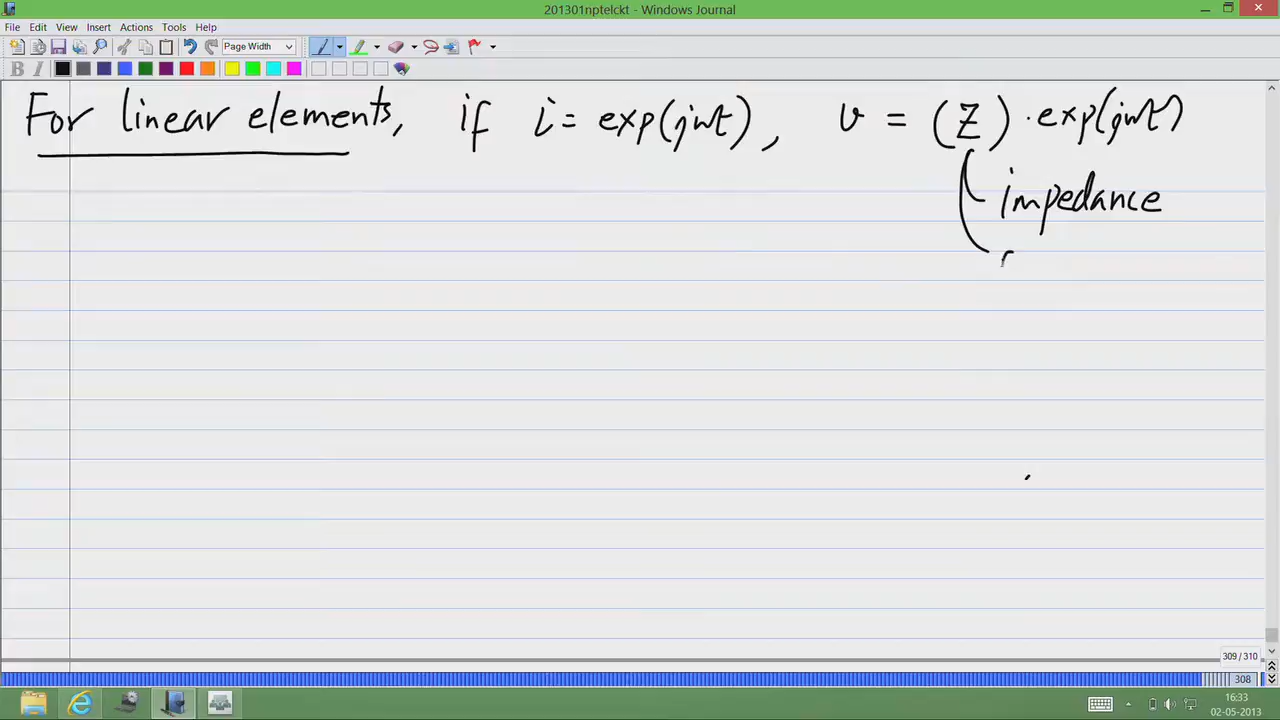 201301nptelckt - Windows Journal
File Edit View Insert Actions Tools Help
Page Width
B I
For linear elements, if i = exp(jωt), v = (Z) · exp(jωt)
impedance
309 / 310
308
16:33
02-05-2013